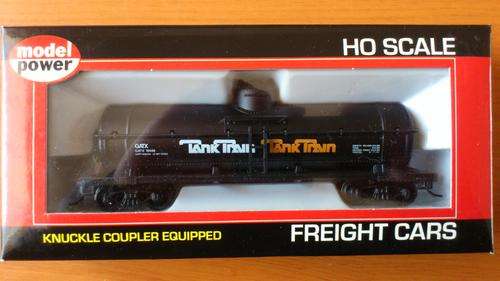 model
power
HO SCALE
GATX
TankTrain TankTrain
KNUCKLE COUPLER EQUIPPED
FREIGHT CARS